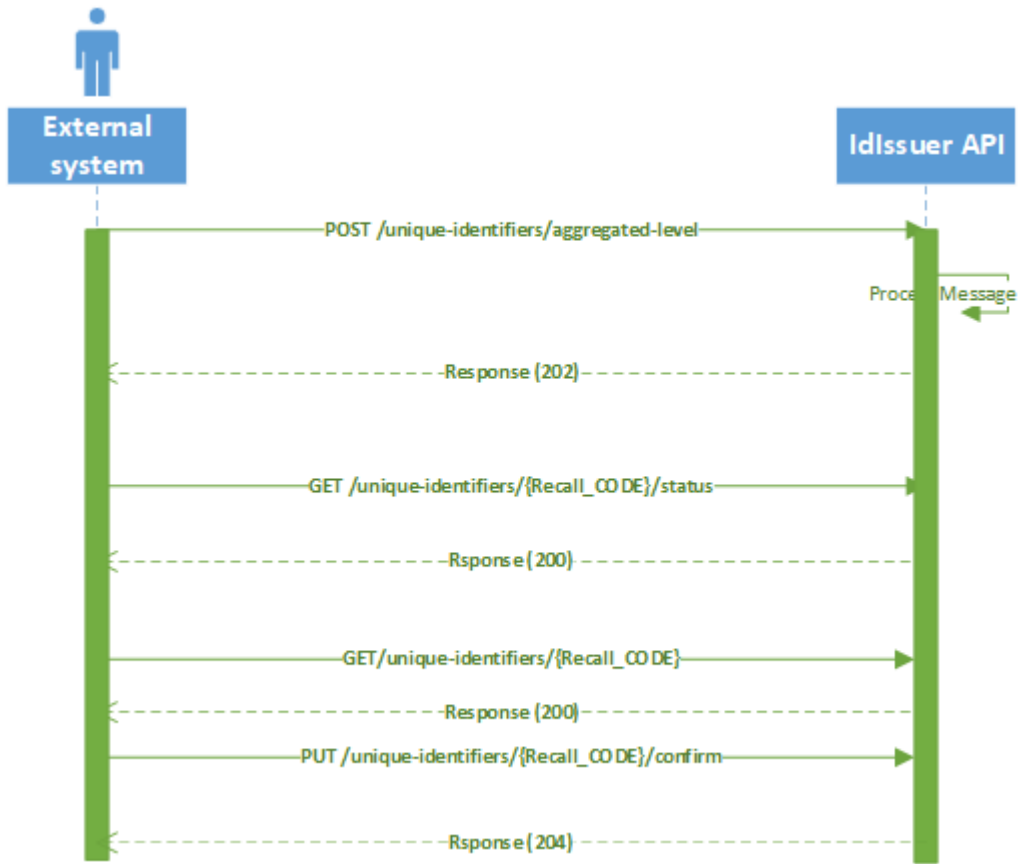 External
system
IdIssuer API
POST /unique-identifiers/aggregated-level
Proce Message
Response (202)
GET /unique-identifiers/{Recall_CODE}/status
Rsponse (200)
GET/unique-identifiers/{Recall_CODE}
Response (200)
PUT /unique-identifiers/{Recall_CODE}/confirm
Rsponse (204)